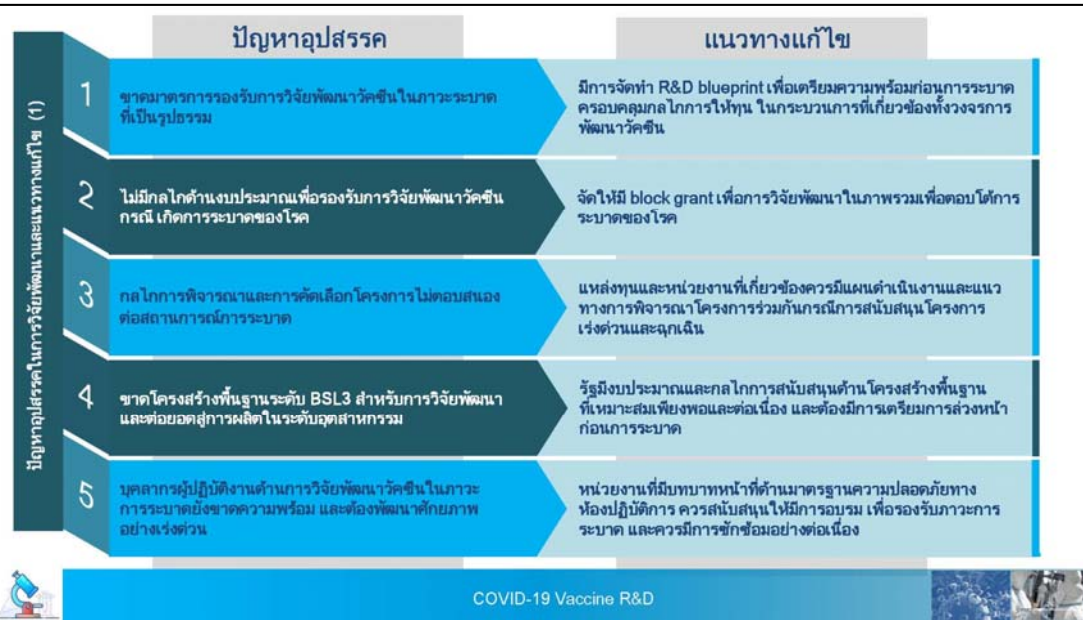 ปัญหาอุปสรรคในการวิจัยพัฒนาและแนวทางแก้ไข (1)
ปัญหาอุปสรรค
แนวทางแก้ไข
1
ขาดมาตรการรองรับการวิจัยพัฒนาวัคซีนในภาวะระบาด
ที่เป็นรูปธรรม
มีการจัดทำ R&D blueprint เพื่อเตรียมความพร้อมก่อนการระบาด
ครอบคลุมกลไกการให้ทุน ในกระบวนการที่เกี่ยวข้องทั้งวงจรการ
พัฒนาวัคซีน
2
ไม่มีกลไกด้านงบประมาณเพื่อรองรับการวิจัยพัฒนาวัคซีน
กรณี เกิดการระบาดของโรค
จัดให้มี block grant เพื่อการวิจัยพัฒนาในภาพรวมเพื่อตอบโต้การ
ระบาดของโรค
3
กลไกการพิจารณาและการคัดเลือกโครงการไม่ตอบสนอง
ต่อสถานการณ์การระบาด
แหล่งทุนและหน่วยงานที่เกี่ยวข้องควรมีแผนดำเนินงานและแนว
ทางการพิจารณาโครงการร่วมกันกรณีการสนับสนุนโครงการ
เร่งด่วนและฉุกเฉิน
4
ขาดโครงสร้างพื้นฐานระดับ BSL3 สำหรับการวิจัยพัฒนา
และต่อยอดสู่การผลิตในระดับอุตสาหกรรม
รัฐมีงบประมาณและกลไกการสนับสนุนด้านโครงสร้างพื้นฐาน
ที่เหมาะสมเพียงพอและต่อเนื่อง และต้องมีการเตรียมการล่วงหน้า
ก่อนการระบาด
5
บุคลากรผู้ปฏิบัติงานด้านการวิจัยพัฒนาวัคซีนในภาวะ
การระบาดยังขาดความพร้อม และต้องพัฒนาศักยภาพ
อย่างเร่งด่วน
หน่วยงานที่มีบทบาทหน้าที่ด้านมาตรฐานความปลอดภัยทาง
ห้องปฏิบัติการ ควรสนับสนุนให้มีการอบรม เพื่อรองรับภาวะการ
ระบาด และควรมีการซักซ้อมอย่างต่อเนื่อง
COVID-19 Vaccine R&D